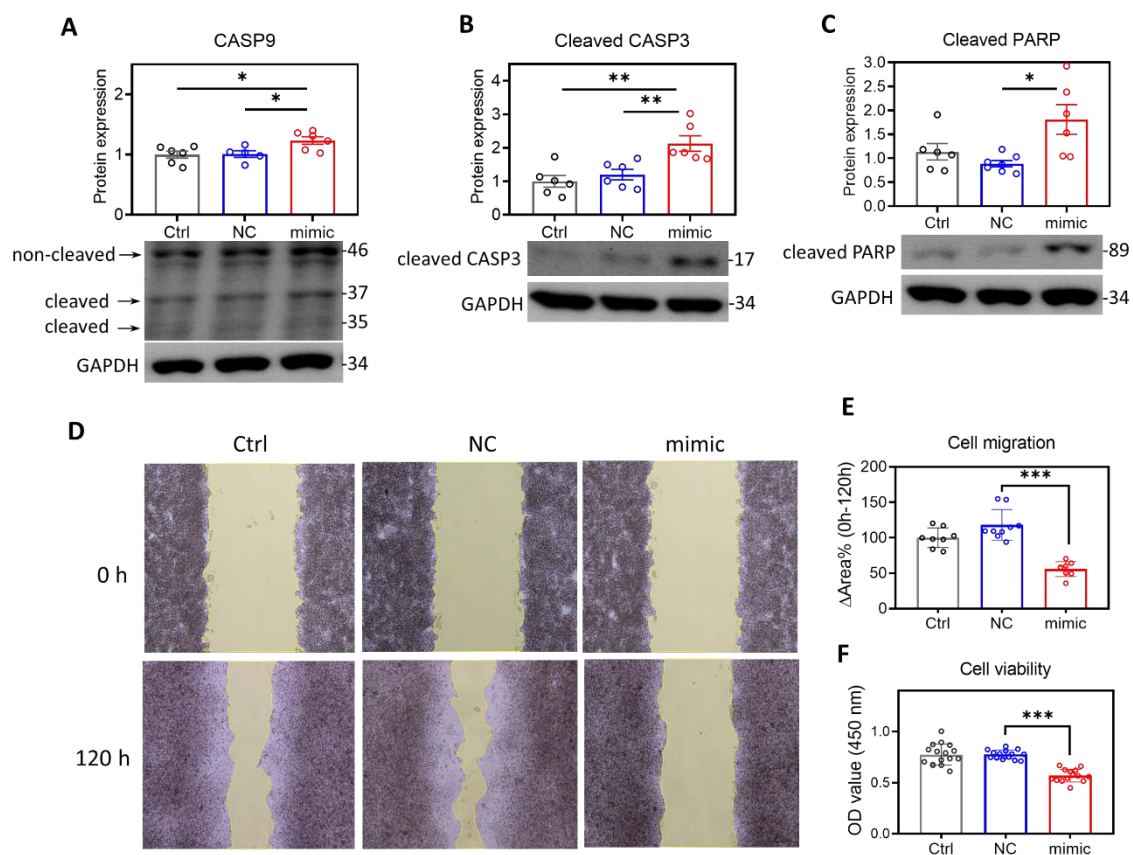 A
CASP9
Protein expression
2
1
0
*
*
Ctrl NC mimic
non-cleaved
cleaved
cleaved
GAPDH
-46
-37
-35
-34
B
Cleaved CASP3
Protein expression
4
3
2
1
0
**
**
Ctrl NC mimic
cleaved CASP3
-17
GAPDH
-34
C
Cleaved PARP
Protein expression
3.0
2.5
2.0
1.5
1.0
0.5
0.0
*
Ctrl NC mimic
cleaved PARP
-89
GAPDH
-34
D
Ctrl NC mimic
0 h
120 h
E
Cell migration
ΔArea% (0h-120h)
200
150
100
50
0
***
Ctrl NC mimic
F
Cell viability
OD value (450 nm)
1.0
0.5
0.0
***
Ctrl NC mimic